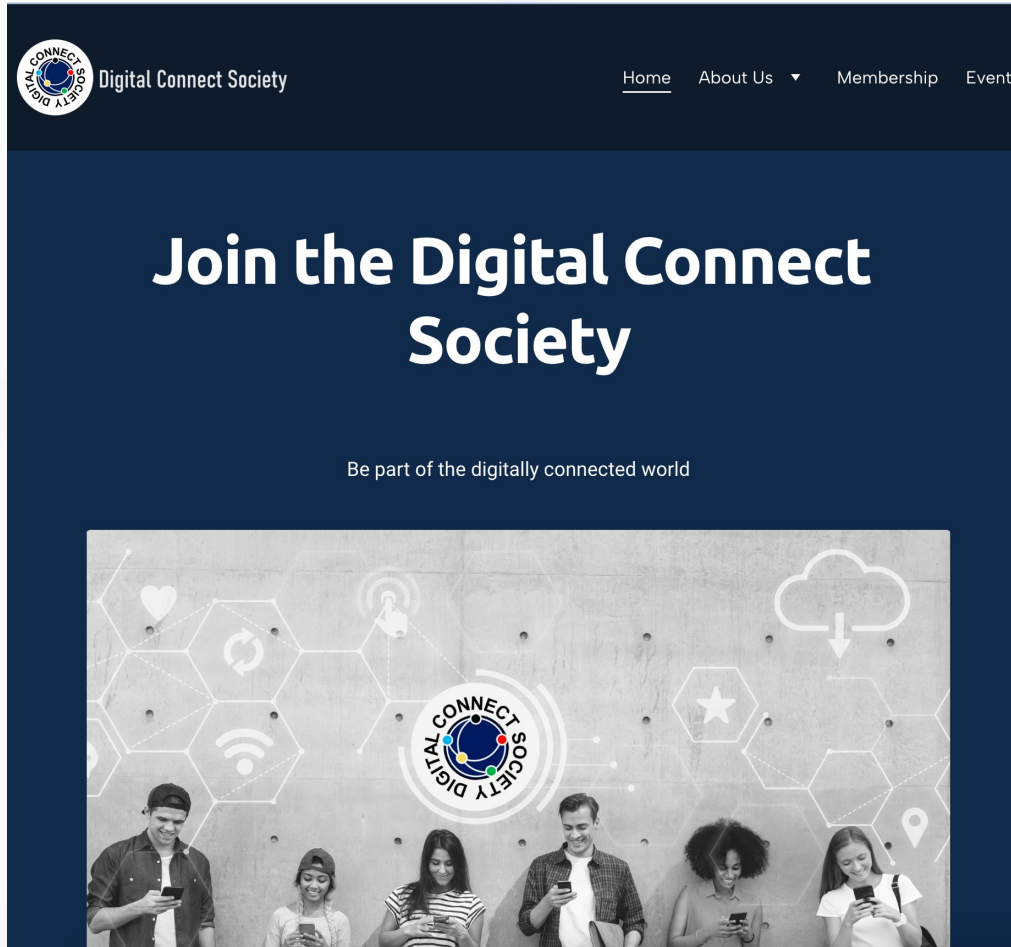 DIGITAL CONNECT SOCIETY
Digital Connect Society
Home About Us Membership Event
Join the Digital Connect
Society
Be part of the digitally connected world
DIGITAL CONNECT SOCIETY